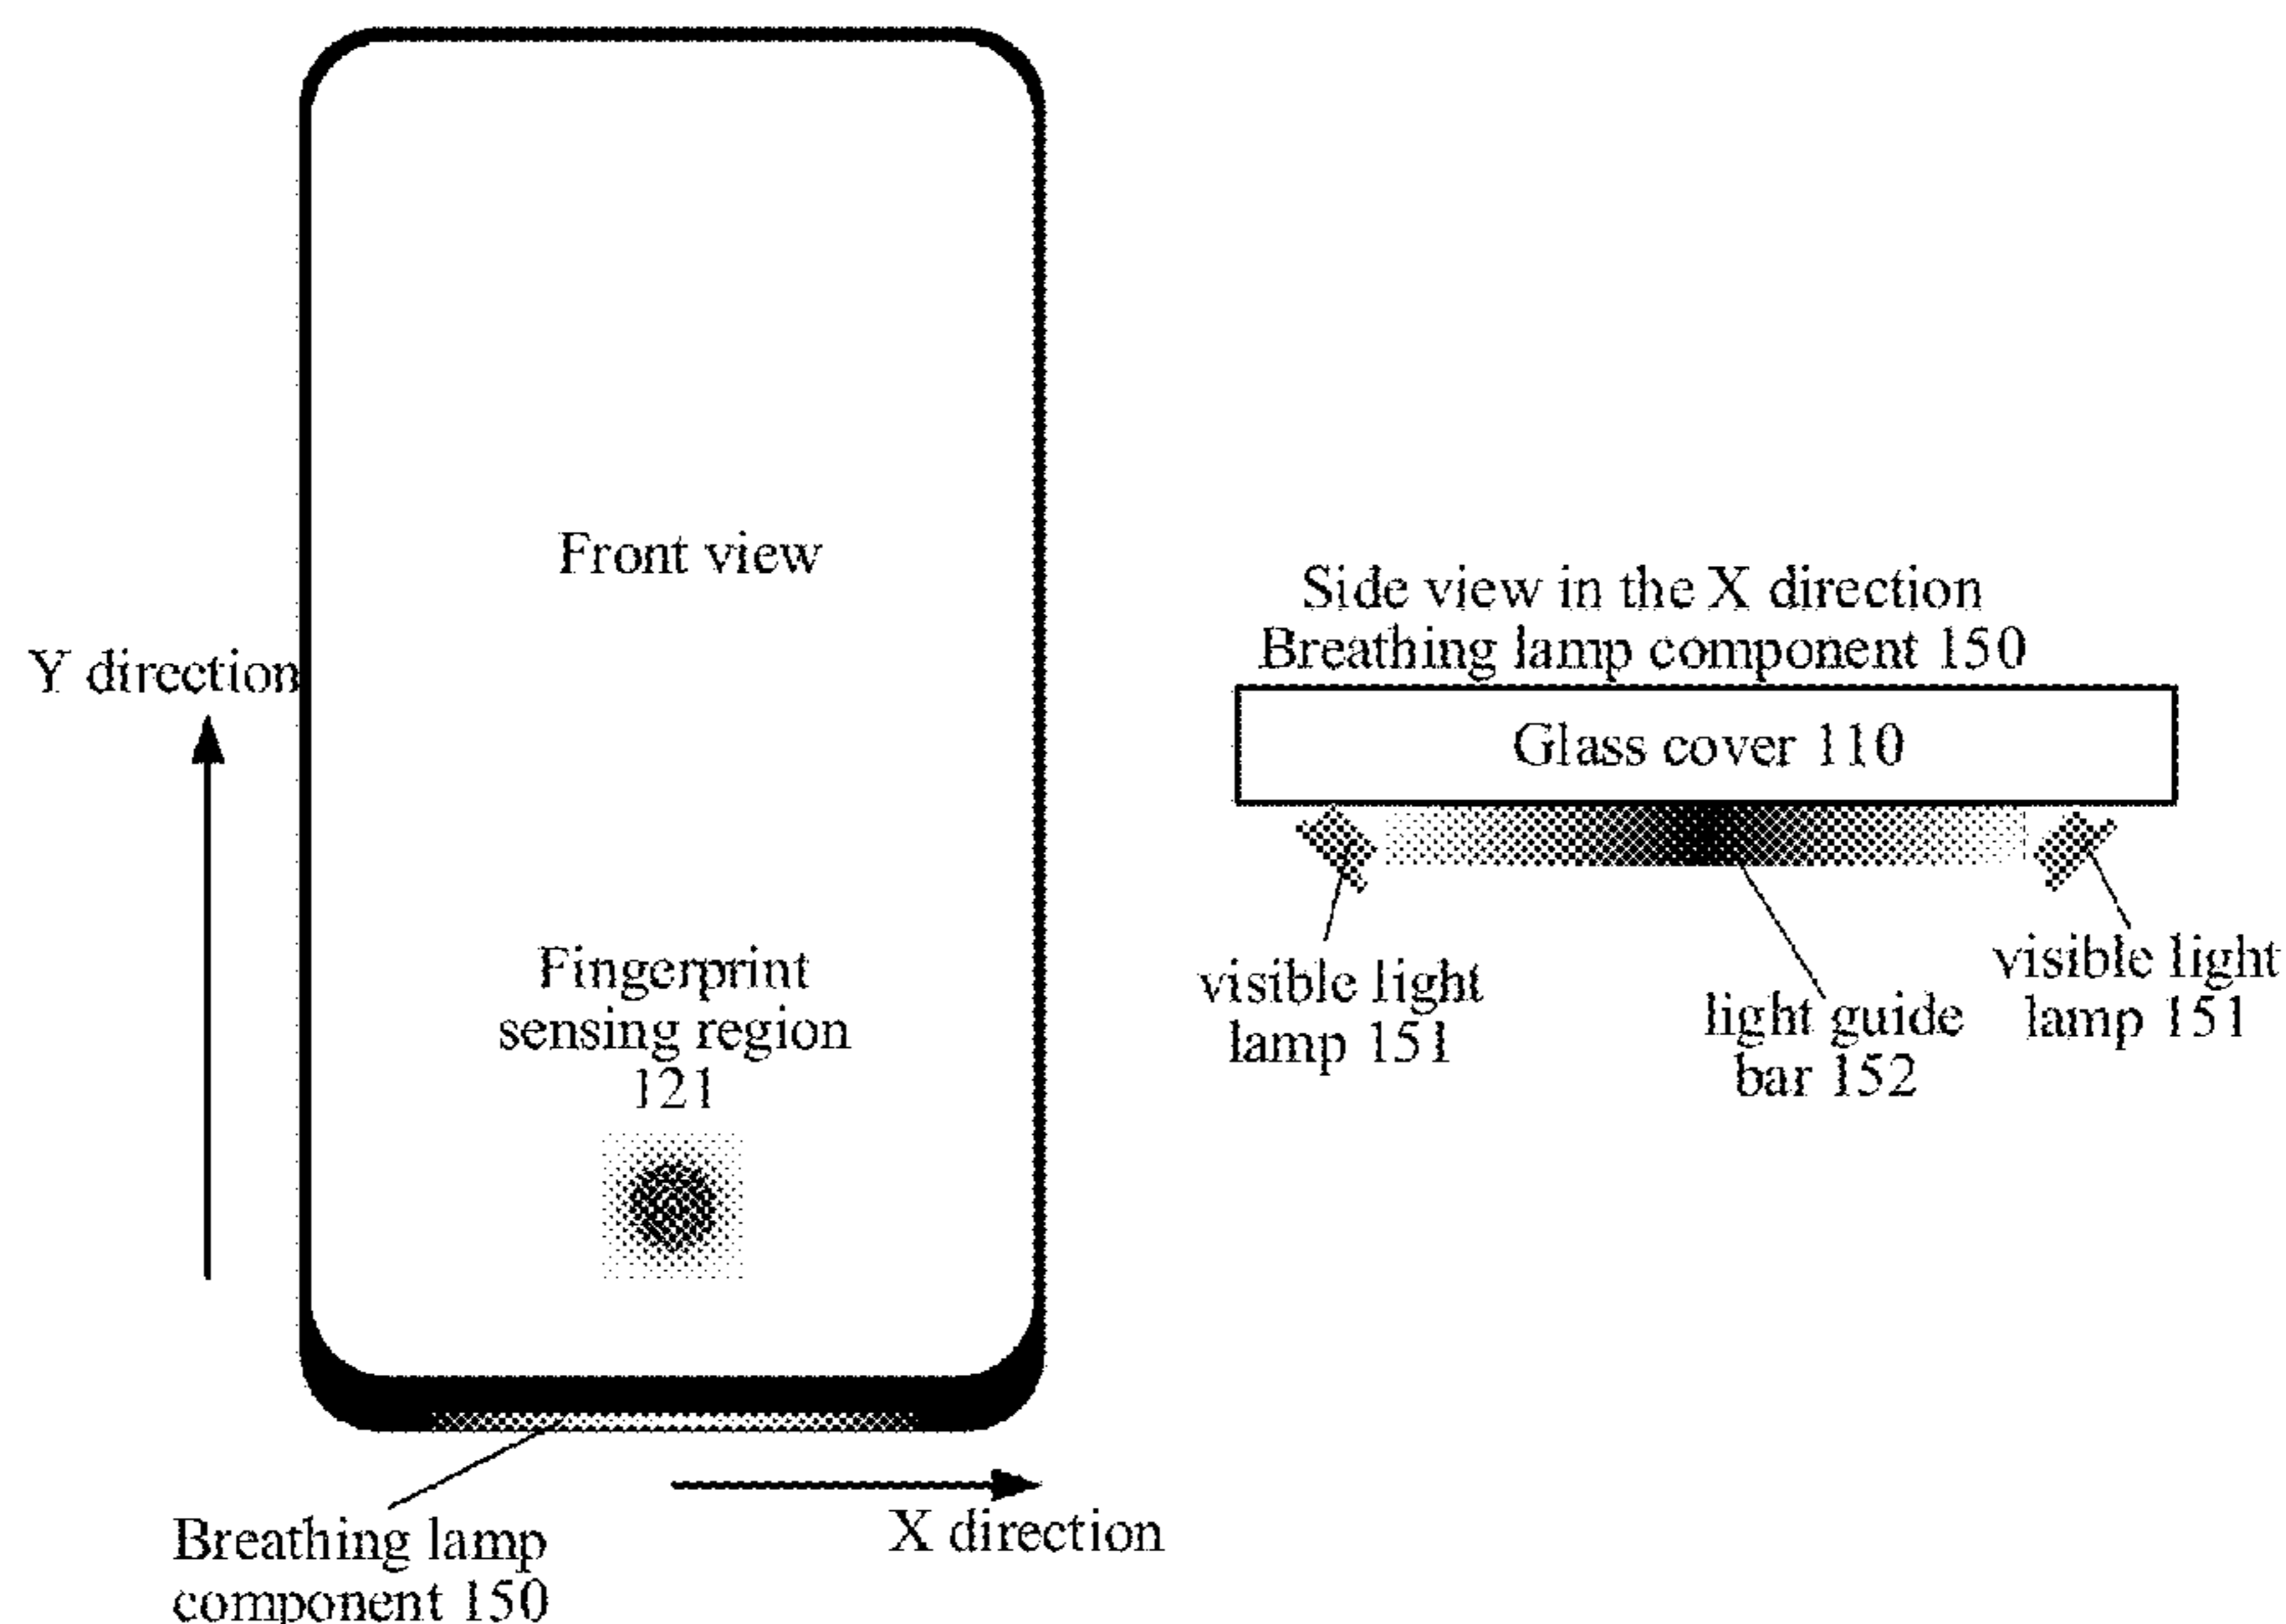 Front view
Y direction
Fingerprint
sensing region
121
Breathing lamp
component 150
X direction
Side view in the X direction
Breathing lamp component 150
Glass cover 110
visible light
lamp 151
light guide
bar 152
visible light
lamp 151